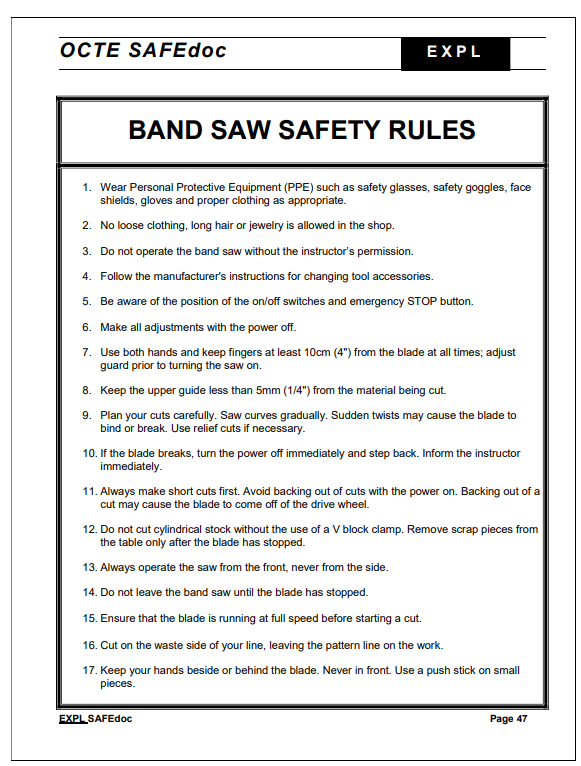 OCTE SAFEdoc
EXPL
BAND SAW SAFETY RULES
1. Wear Personal Protective Equipment (PPE) such as safety glasses, safety goggles, face
shields, gloves and proper clothing as appropriate.
2. No loose clothing, long hair or jewelry is allowed in the shop.
3. Do not operate the band saw without the instructor's permission.
4. Follow the manufacturer's instructions for changing tool accessories.
5. Be aware of the position of the on/off switches and emergency STOP button.
6. Make all adjustments with the power off.
7. Use both hands and keep fingers at least 10cm (4") from the blade at all times; adjust
guard prior to turning the saw on.
8. Keep the upper guide less than 5mm (1/4") from the material being cut.
9. Plan your cuts carefully. Saw curves gradually. Sudden twists may cause the blade to
bind or break. Use relief cuts if necessary.
10. If the blade breaks, turn the power off immediately and step back. Inform the instructor
immediately.
11. Always make short cuts first. Avoid backing out of cuts with the power on. Backing out of a
cut may cause the blade to come off of the drive wheel.
12. Do not cut cylindrical stock without the use of a V block clamp. Remove scrap pieces from
the table only after the blade has stopped.
13. Always operate the saw from the front, never from the side.
14. Do not leave the band saw until the blade has stopped.
15. Ensure that the blade is running at full speed before starting a cut.
16. Cut on the waste side of your line, leaving the pattern line on the work.
17. Keep your hands beside or behind the blade. Never in front. Use a push stick on small
pieces.
EXPL SAFEdoc
Page 47